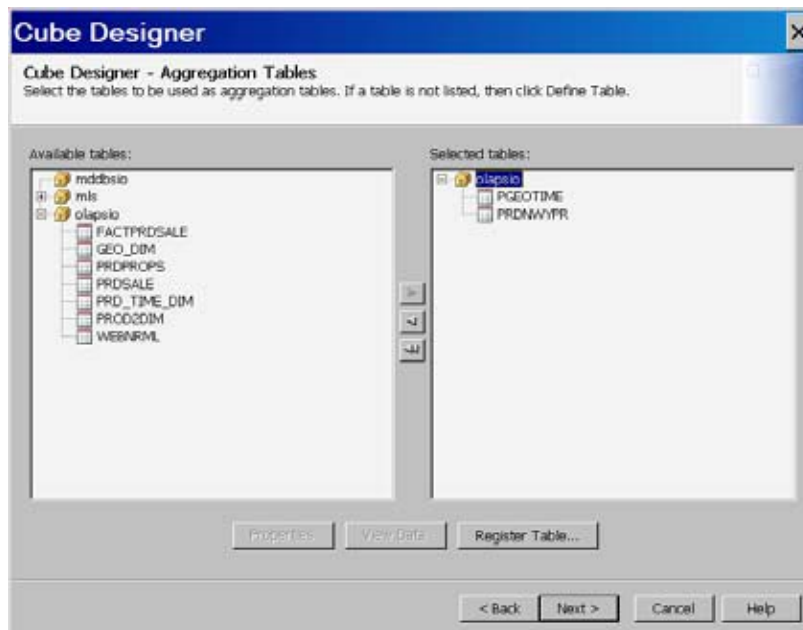 Cube Designer
Cube Designer - Aggregation Tables
Select the tables to be used as aggregation tables. If a table is not listed, then click Define Table.
Available tables:
mddbsio
mls
olapsio
FACTPRDSALE
GEO_DIM
PRDPROPS
PRDSALE
PRD_TIME_DIM
PROD2DIM
WEBNRML
Selected tables:
olapsio
PGEOTIME
PRDNWYPR
Properties
View Data
Register Table...
< Back
Next >
Cancel
Help